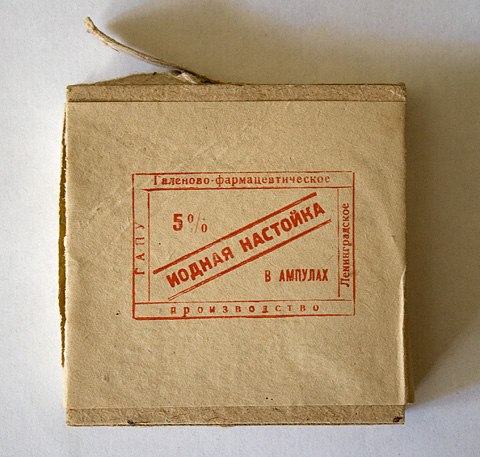 Галеново-фармацевтическое
ГАПУ
5%
ИОДНАЯ НАСТОЙКА
В АМПУЛАХ
Ленинградское
производство